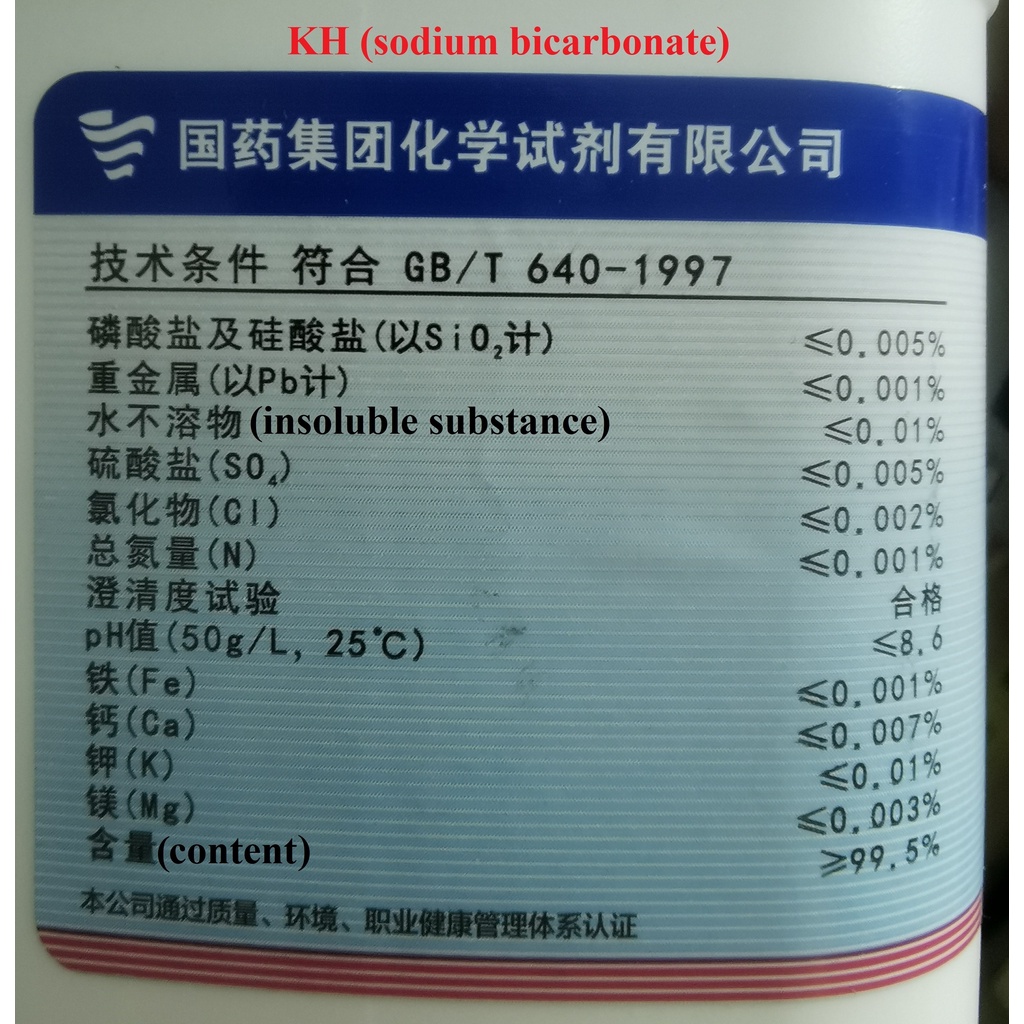 KH (sodium bicarbonate)
国药集团化学试剂有限公司
技术条件 符合 GB/T 640-1997
磷酸盐及硅酸盐(以SiO₂计) ≤0.005%
重金属(以Pb计) ≤0.001%
水不溶物(insoluble substance) ≤0.01%
硫酸盐(SO₄) ≤0.005%
氯化物(Cl) ≤0.002%
总氮量(N) ≤0.001%
澄清度试验 合格
pH值(50g/L, 25℃) ≤8.6
铁(Fe) ≤0.001%
钙(Ca) ≤0.007%
钾(K) ≤0.01%
镁(Mg) ≤0.003%
含量(content) ≥99.5%
本公司通过质量、环境、职业健康管理体系认证